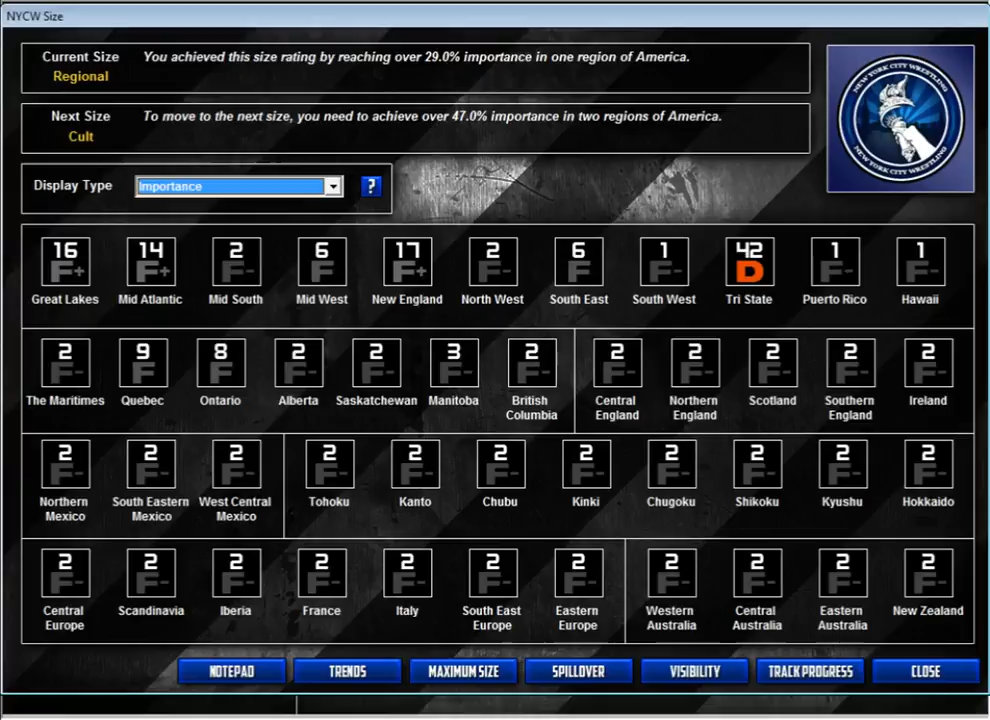 NYCW Size
Current Size
You achieved this size rating by reaching over 29.0% importance in one region of America.
Regional
Next Size
To move to the next size, you need to achieve over 47.0% importance in two regions of America.
Cult
NEW YORK CITY WRESTLING
NEW YORK CITY WRESTLING
Display Type
Importance
?
16 14 2 6 17 2 6 1 42 1 1
F+ F+ F- F F+ F- F F- D F- F-
Great Lakes Mid Atlantic Mid South Mid West New England North West South East South West Tri State Puerto Rico Hawaii
2 9 8 2 2 3 2 2 2 2 2 2
F- F F F- F- F- F- F- F- F- F- F-
The Maritimes Quebec Ontario Alberta Saskatchewan Manitoba British Central Northern Scotland Southern Ireland
Columbia England England England
2 2 2 2 2 2 2 2 2 2 2
F- F- F- F- F- F- F- F- F- F- F-
Northern South Eastern West Central Tohoku Kanto Chubu Kinki Chugoku Shikoku Kyushu Hokkaido
Mexico Mexico Mexico
2 2 2 2 2 2 2 2 2 2 2
F- F- F- F- F- F- F- F- F- F- F-
Central Scandinavia Iberia France Italy South East Eastern Western Central Eastern New Zealand
Europe Europe Europe Australia Australia Australia
NOTEPAD TRENDS MAXIMUM SIZE SPILLOVER VISIBILITY TRACK PROGRESS CLOSE